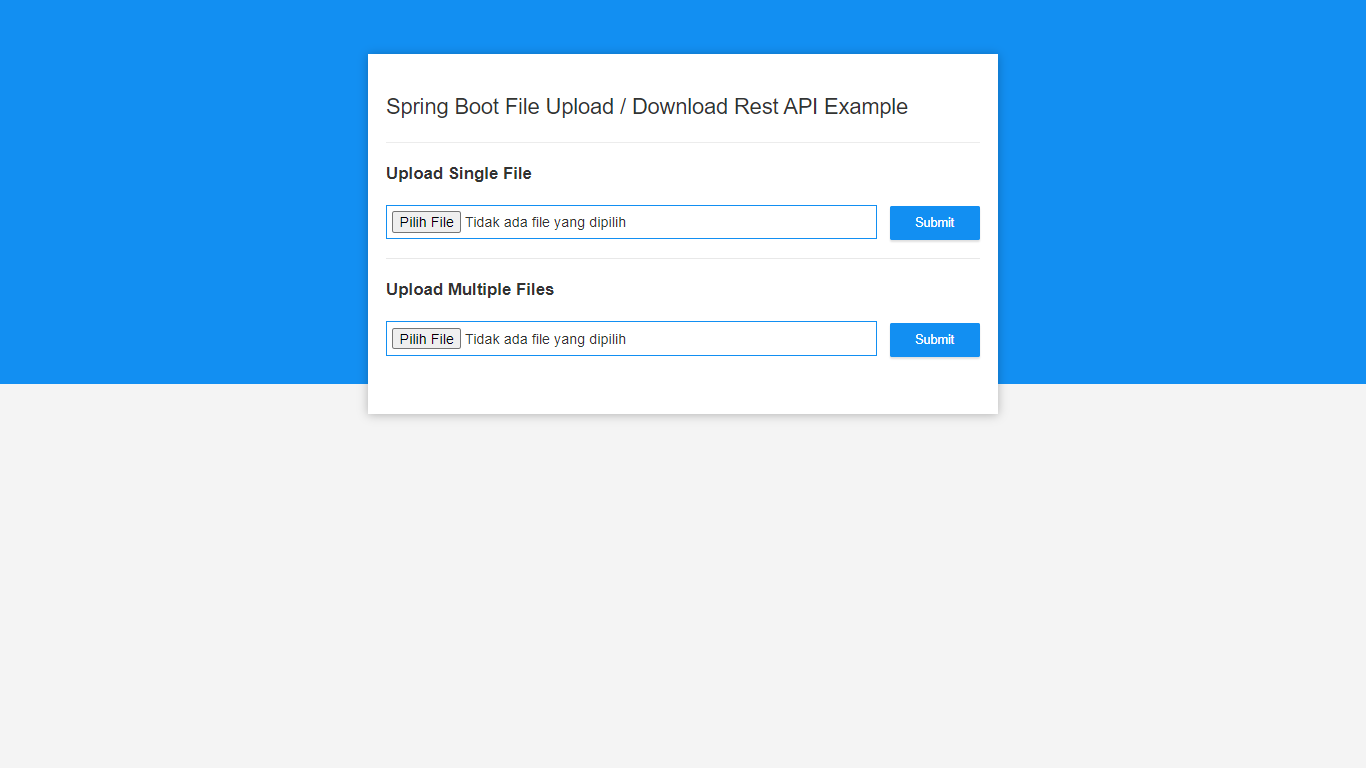 Spring Boot File Upload / Download Rest API Example
Upload Single File
Pilih File Tidak ada file yang dipilih Submit
Upload Multiple Files
Pilih File Tidak ada file yang dipilih Submit